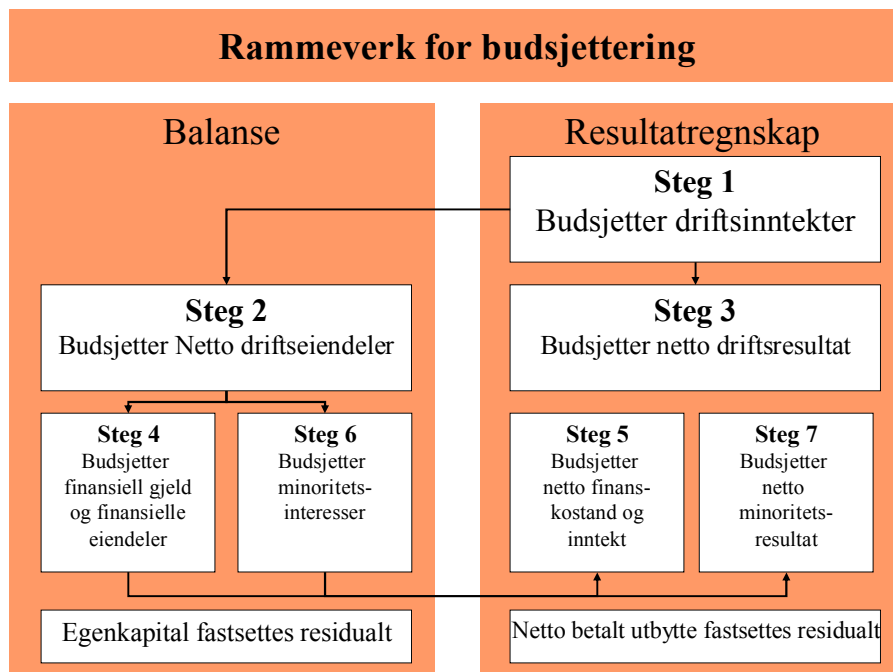 Rammeverk for budsjettering
Balanse
Resultatregnskap
Steg 1
Budsjetter driftsinntekter
Steg 2
Budsjetter Netto driftseiendeler
Steg 3
Budsjetter netto driftsresultat
Steg 4
Budsjetter
finansiell gjeld
og finansielle
eiendeler
Steg 6
Budsjetter
minoritets-
interesser
Steg 5
Budsjetter
netto finans-
kostand og
inntekt
Steg 7
Budsjetter
netto
minoritets-
resultat
Egenkapital fastsettes residualt
Netto betalt utbytte fastsettes residualt